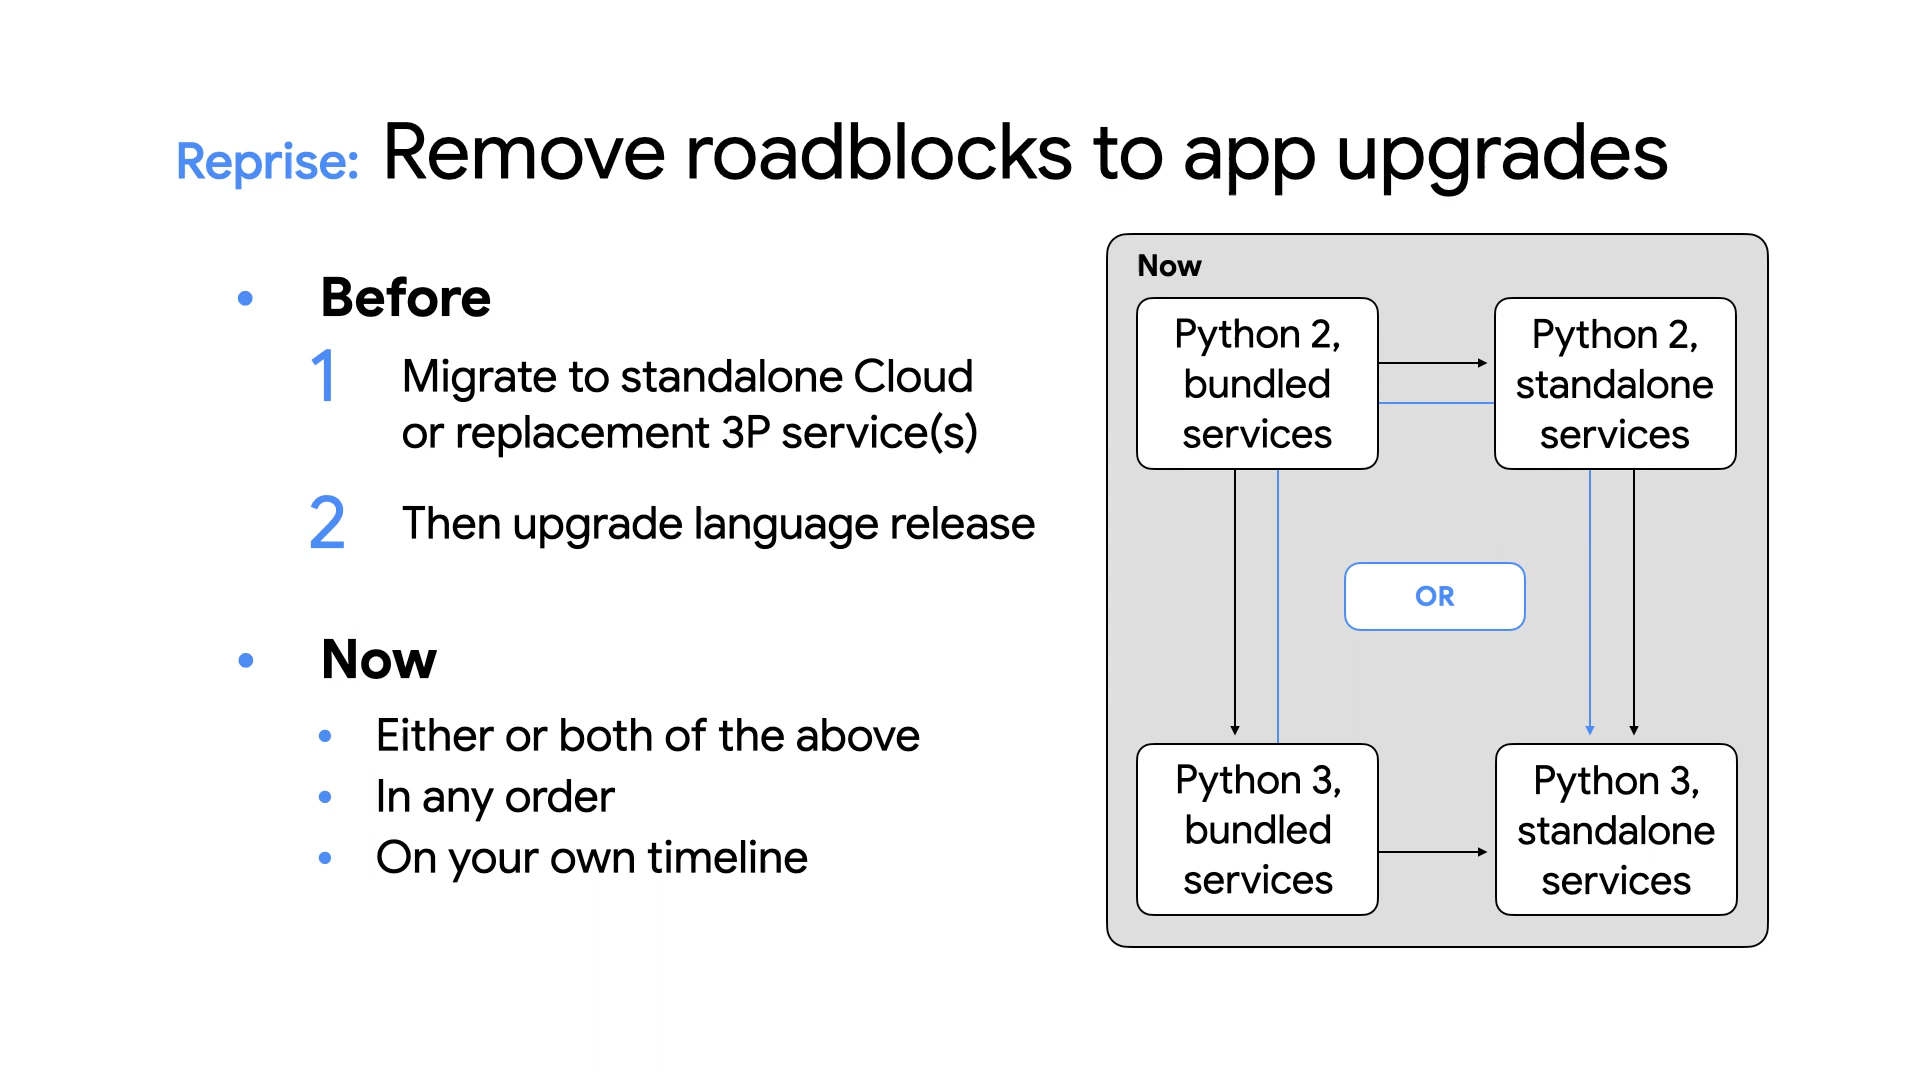 Reprise: Remove roadblocks to app upgrades
• Before
1 Migrate to standalone Cloud
or replacement 3P service(s)
2 Then upgrade language release
• Now
• Either or both of the above
• In any order
• On your own timeline
Now
Python 2,
bundled
services
Python 2,
standalone
services
OR
Python 3,
bundled
services
Python 3,
standalone
services